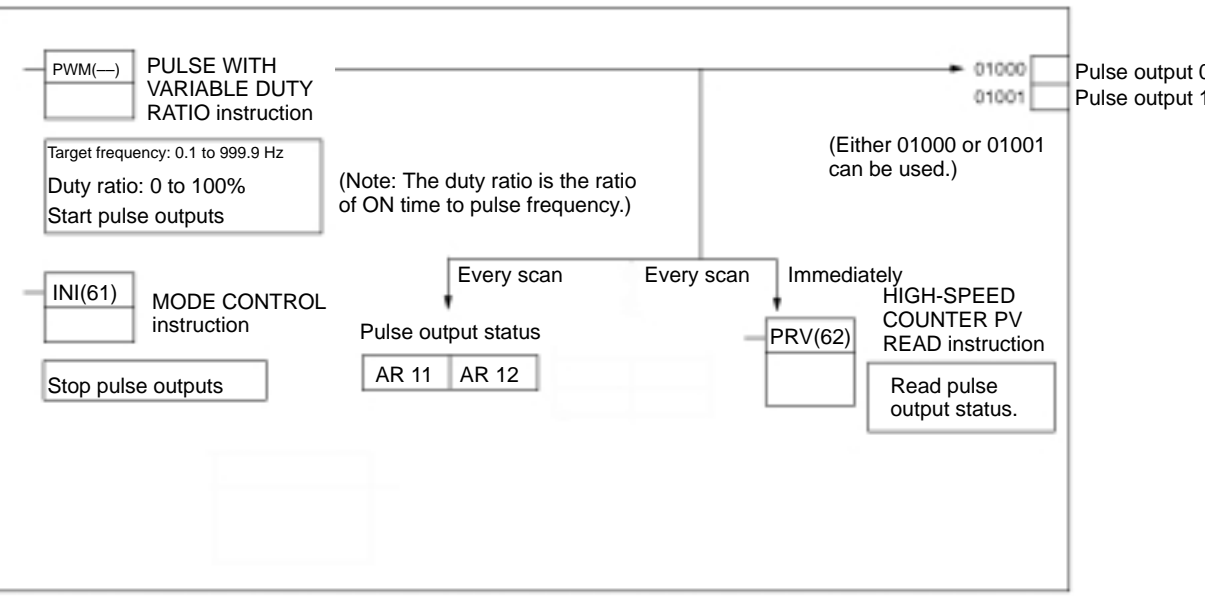 PWM(––)
PULSE WITH
VARIABLE DUTY
RATIO instruction
01000
Pulse output 0
01001
Pulse output 1
(Either 01000 or 01001
can be used.)
Target frequency: 0.1 to 999.9 Hz
Duty ratio: 0 to 100%
Start pulse outputs
(Note: The duty ratio is the ratio
of ON time to pulse frequency.)
Every scan
Every scan
Immediately
INI(61)
MODE CONTROL
instruction
Stop pulse outputs
Pulse output status
AR 11
AR 12
PRV(62)
HIGH-SPEED
COUNTER PV
READ instruction
Read pulse
output status.